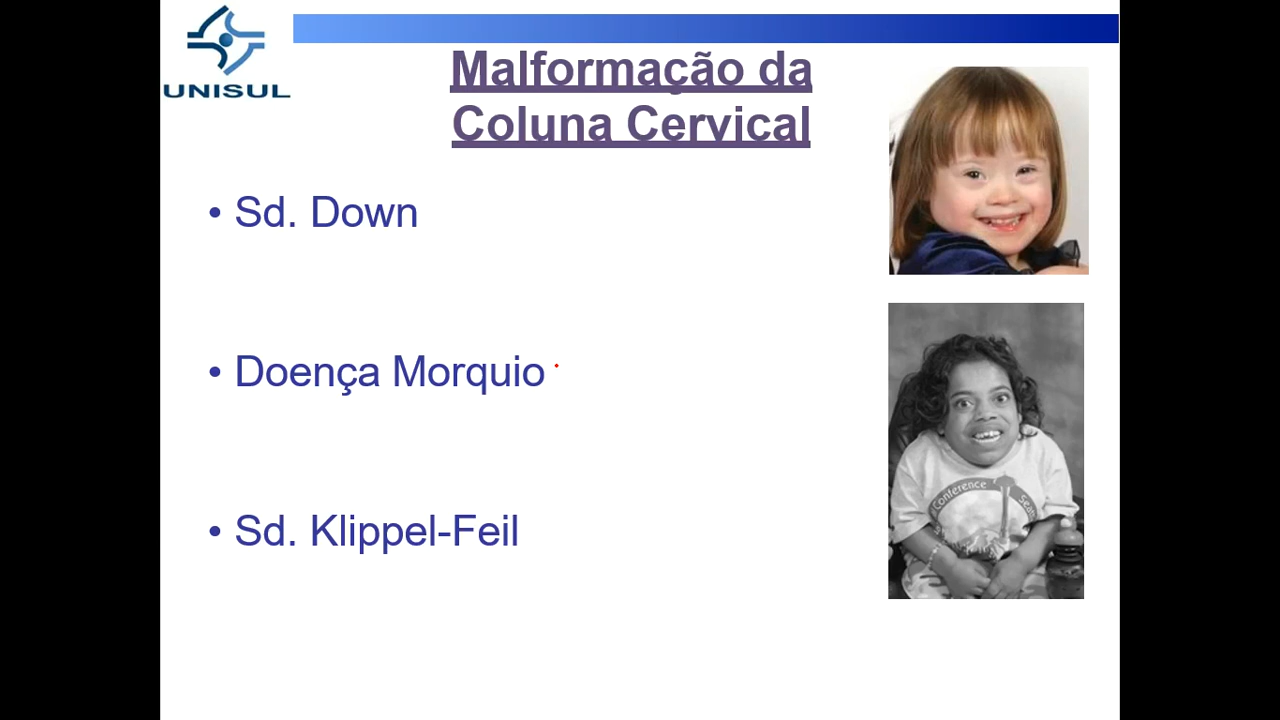 UNISUL
Malformação da
Coluna Cervical
• Sd. Down
• Doença Morquio
• Sd. Klippel-Feil
Conference